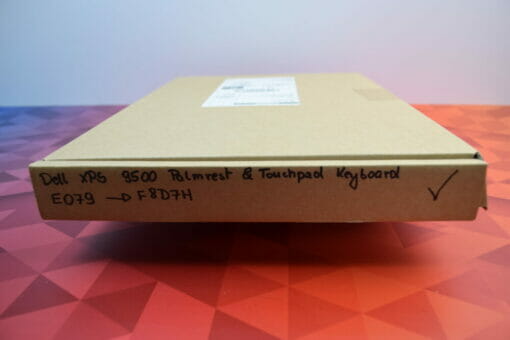 Dell XPS 9500 Palmrest & Touchpad Keyboard ✓
E079 → F8D7H